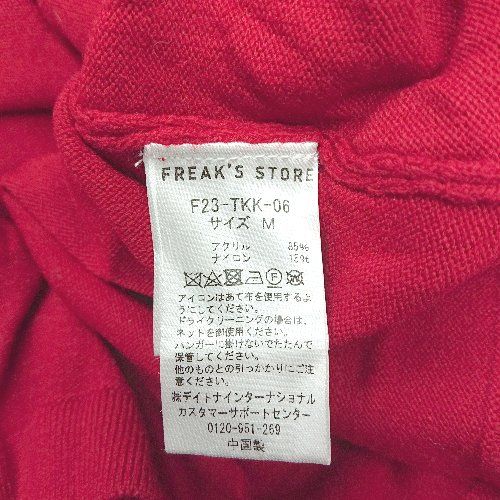 FREAK'S STORE
F23-TKK-06
サイズ M
アクリル 85%
ナイロン 15%
アイロンはあて布を使用するよ
うにしてください。
ドライクリーニングの場合は、
ネットを御使用ください。
ハンガーに掛けないでたたんで
保管してください。
他のものとの引っかかりにご注
意ください。
㈱デイトナインターナショナル
カスタマーサポートセンター
0120-951-269
中国製